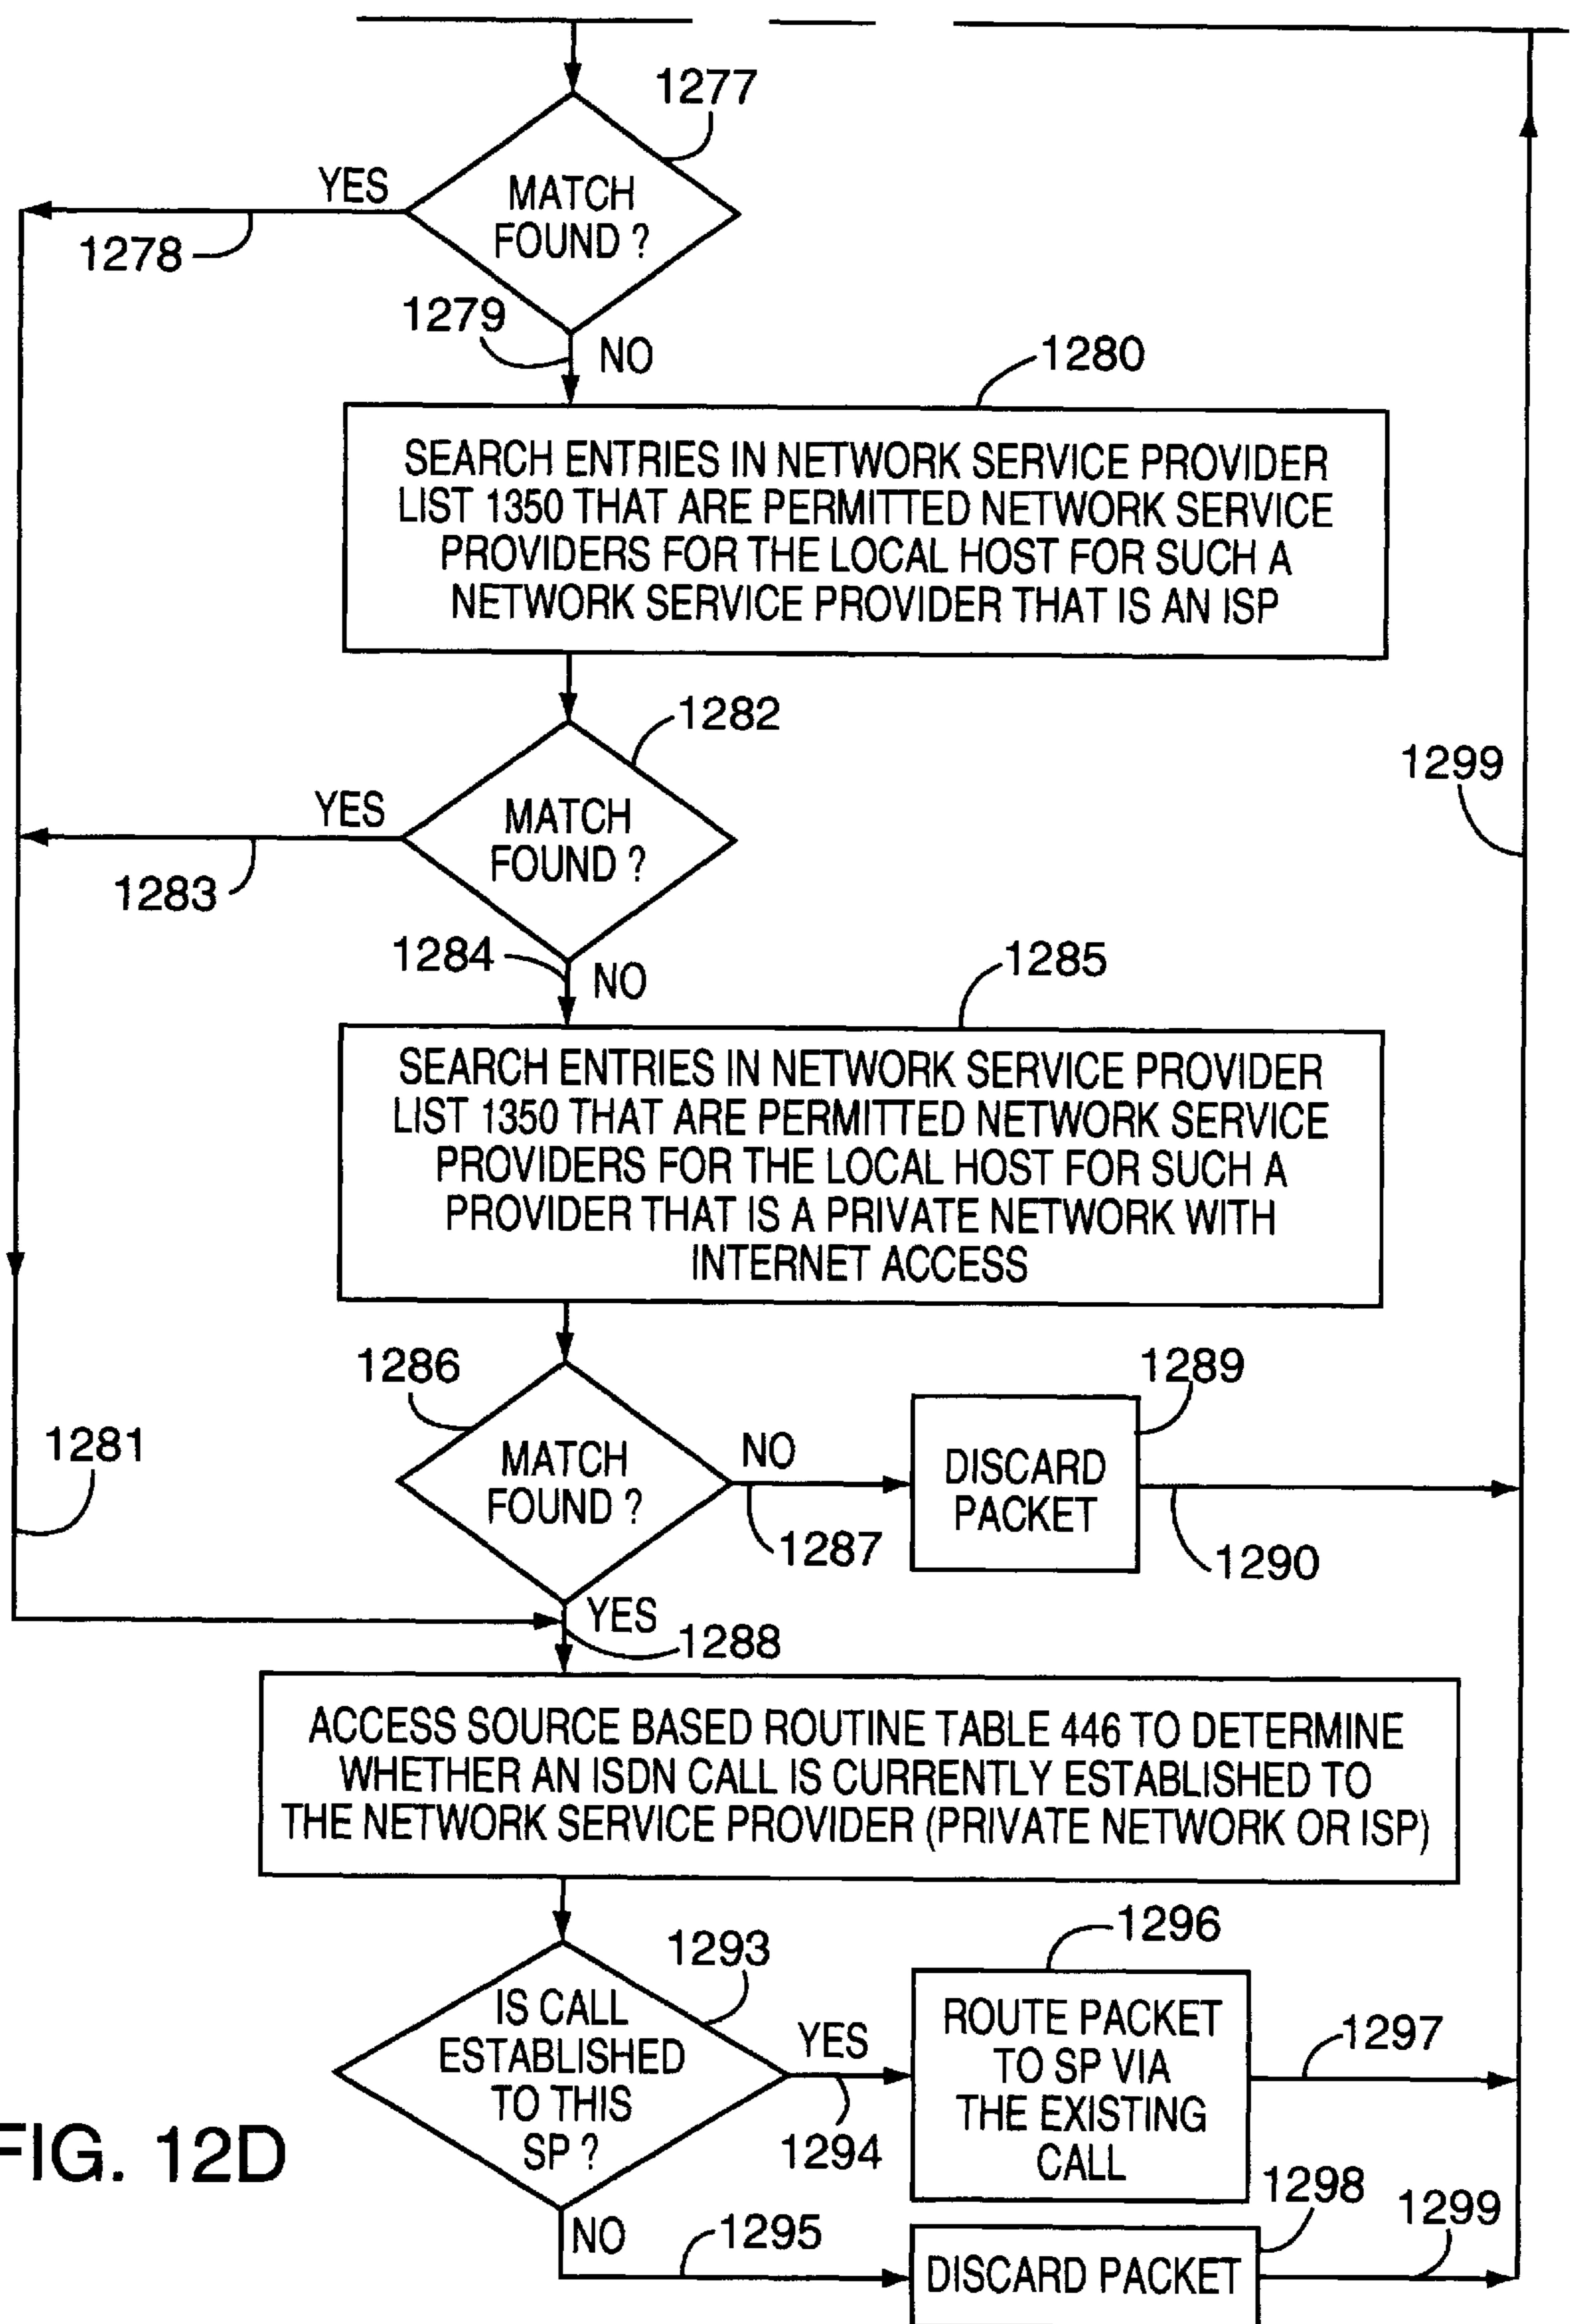 1277
YES
MATCH
FOUND ?
1278
1279
NO
1280
SEARCH ENTRIES IN NETWORK SERVICE PROVIDER
LIST 1350 THAT ARE PERMITTED NETWORK SERVICE
PROVIDERS FOR THE LOCAL HOST FOR SUCH A
NETWORK SERVICE PROVIDER THAT IS AN ISP
1282
1299
YES
MATCH
FOUND ?
1283
1284
NO
1285
SEARCH ENTRIES IN NETWORK SERVICE PROVIDER
LIST 1350 THAT ARE PERMITTED NETWORK SERVICE
PROVIDERS FOR THE LOCAL HOST FOR SUCH A
PROVIDER THAT IS A PRIVATE NETWORK WITH
INTERNET ACCESS
1286
1289
1281
MATCH
FOUND ?
NO
DISCARD
PACKET
1287
1290
YES
1288
ACCESS SOURCE BASED ROUTINE TABLE 446 TO DETERMINE
WHETHER AN ISDN CALL IS CURRENTLY ESTABLISHED TO
THE NETWORK SERVICE PROVIDER (PRIVATE NETWORK OR ISP)
1293
1296
IS CALL
ESTABLISHED
TO THIS
SP ?
YES
1294
ROUTE PACKET
TO SP VIA
THE EXISTING
CALL
1297
FIG. 12D
NO
1295
1298
1299
DISCARD PACKET